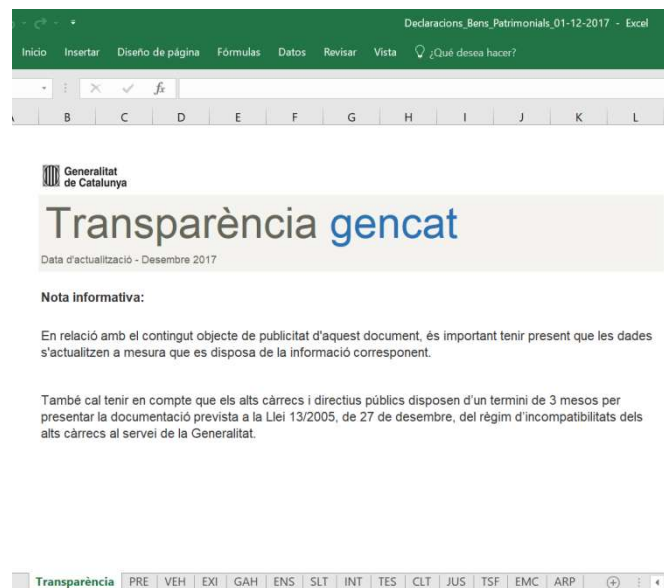 Declaracions_Bens_Patrimonials_01-12-2017 - Excel
Inicio Insertar Diseño de página Fórmulas Datos Revisar Vista ¿Qué desea hacer?
fx
B C D E F G H I J K L
Generalitat
de Catalunya
Transparència gencat
Data d'actualització - Desembre 2017
Nota informativa:
En relació amb el contingut objecte de publicitat d'aquest document, és important tenir present que les dades
s'actualitzen a mesura que es disposa de la informació corresponent.
També cal tenir en compte que els alts càrrecs i directius públics disposen d'un termini de 3 mesos per
presentar la documentació prevista a la Llei 13/2005, de 27 de desembre, del règim d'incompatibilitats dels
alts càrrecs al servei de la Generalitat.
Transparència PRE VEH EXI GAH ENS SLT INT TES CLT JUS TSF EMC ARP